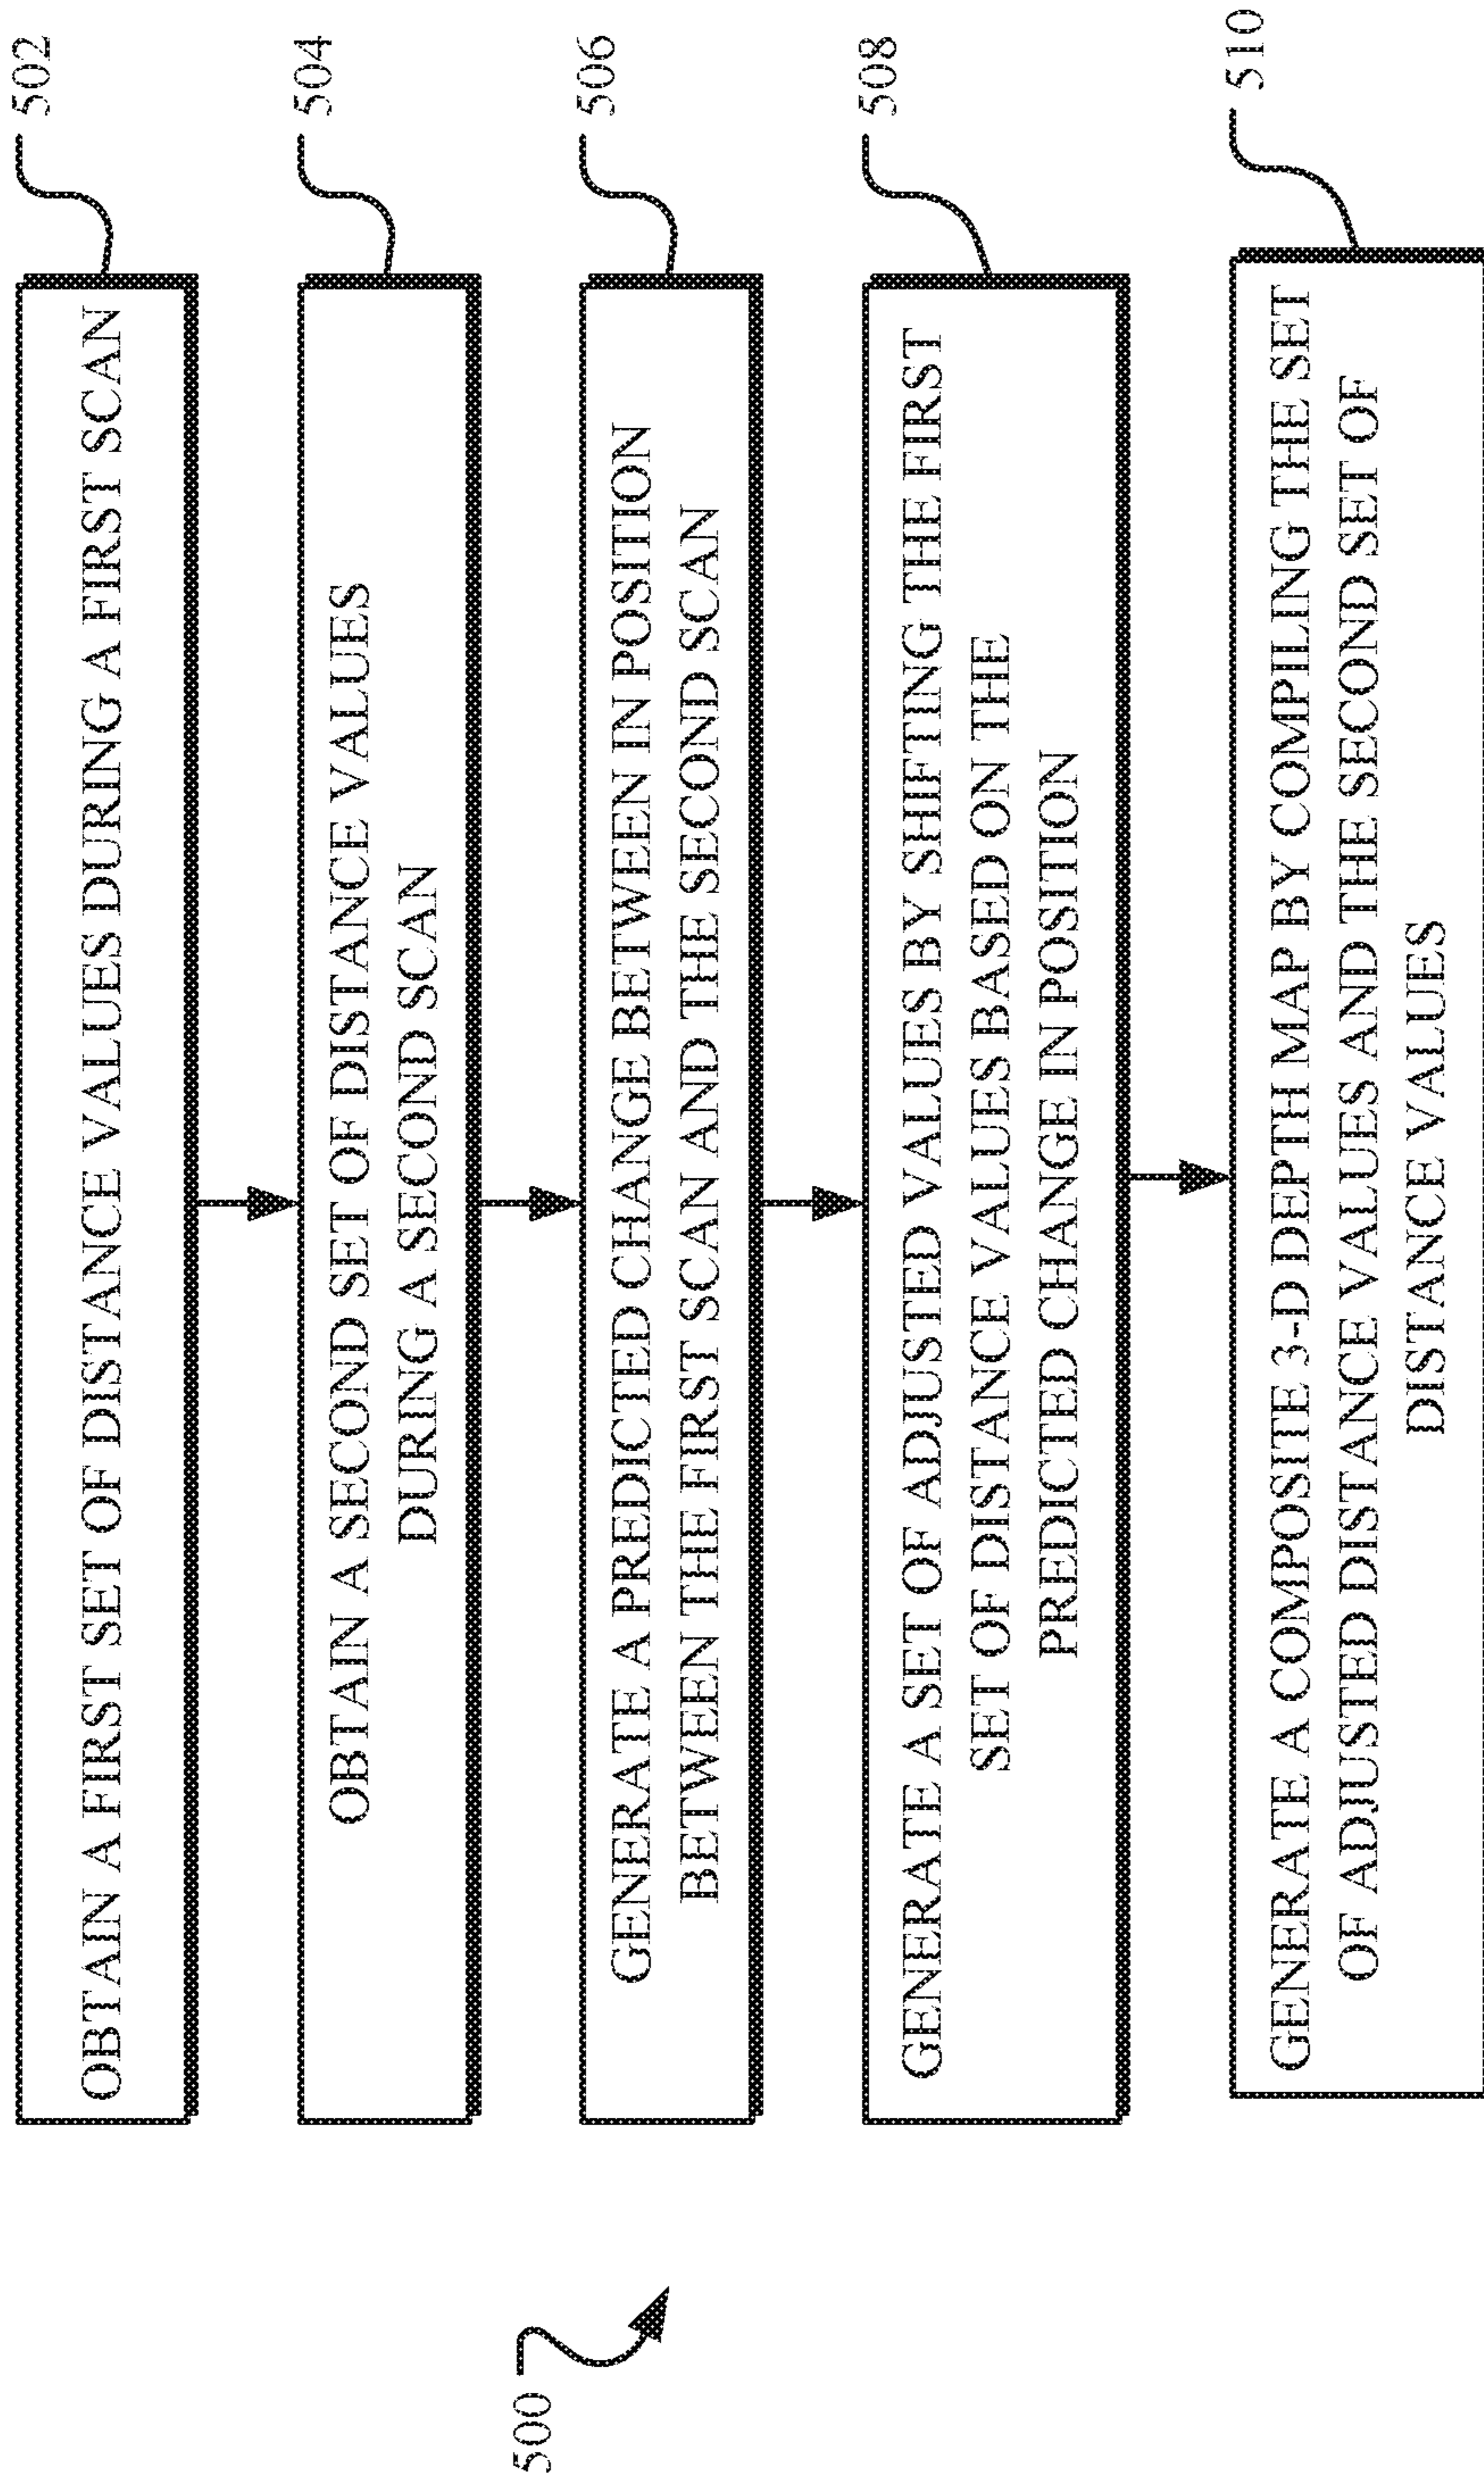 500
OBTAIN A FIRST SET OF DISTANCE VALUES DURING A FIRST SCAN
502
OBTAIN A SECOND SET OF DISTANCE VALUES
DURING A SECOND SCAN
504
GENERATE A PREDICTED CHANGE BETWEEN IN POSITION
BETWEEN THE FIRST SCAN AND THE SECOND SCAN
506
GENERATE A SET OF ADJUSTED VALUES BY SHIFTING THE FIRST
SET OF DISTANCE VALUES BASED ON THE
PREDICTED CHANGE IN POSITION
508
GENERATE A COMPOSITE 3-D DEPTH MAP BY COMPILING THE SET
OF ADJUSTED DISTANCE VALUES AND THE SECOND SET OF
DISTANCE VALUES
510